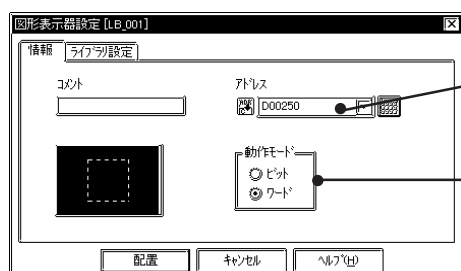 図形表示器設定 [LB_001]
情報 ﾗｲﾌﾞﾗﾘ設定
ｺﾒﾝﾄ
ｱﾄﾞﾚｽ
D00250
動作ﾓｰﾄﾞ
ﾋﾞｯﾄ
ﾜｰﾄﾞ
配置 ｷｬﾝｾﾙ ﾍﾙﾌﾟ(H)